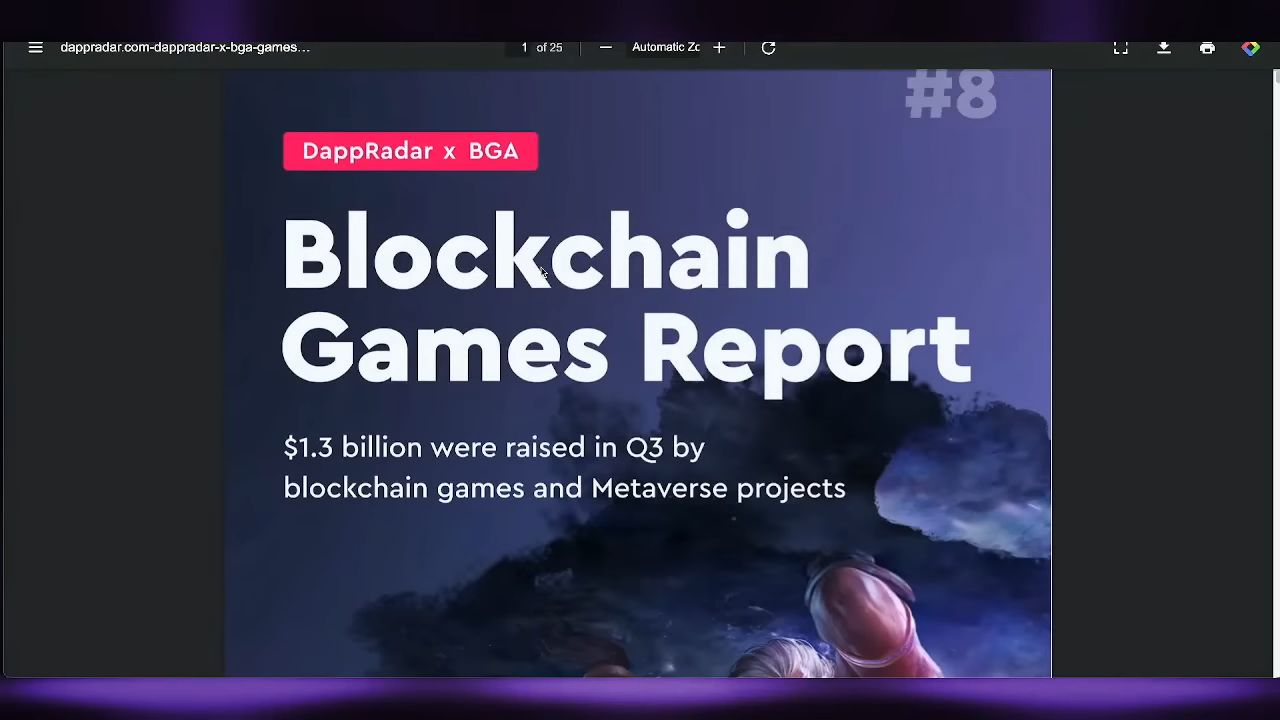 dappradar.com-dappradar-x-bga-games...
1 of 25
Automatic Zo
#8
DappRadar x BGA
Blockchain
Games Report
$1.3 billion were raised in Q3 by
blockchain games and Metaverse projects